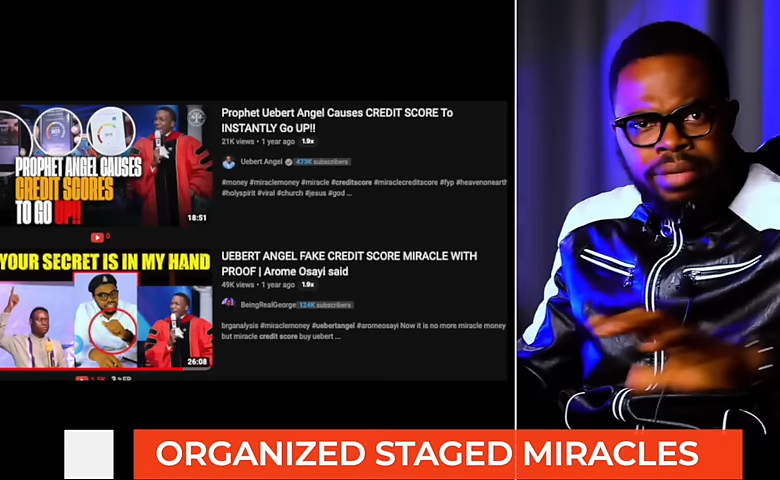 PROPHET ANGEL CAUSES
CREDIT SCORES
TO GO UP!!
18:51
Prophet Uebert Angel Causes CREDIT SCORE To
INSTANTLY Go UP!!
21K views • 1 year ago 1.9x
Uebert Angel 473K subscribers
#money #miraclemoney #miracle #creditscore #miraclecreditscore #fyp #heavenonearth
#holyspirit #viral #church #jesus #god ...
0
YOUR SECRET IS IN MY HAND
26:08
UEBERT ANGEL FAKE CREDIT SCORE MIRACLE WITH
PROOF | Arome Osayi said
49K views • 1 year ago 1.9x
BeingRealGeorge 124K subscribers
brganalysis #miraclemoney #uebertangel #aromeosayi Now it is no more miracle money
but miracle credit score buy uebert ...
ORGANIZED STAGED MIRACLES